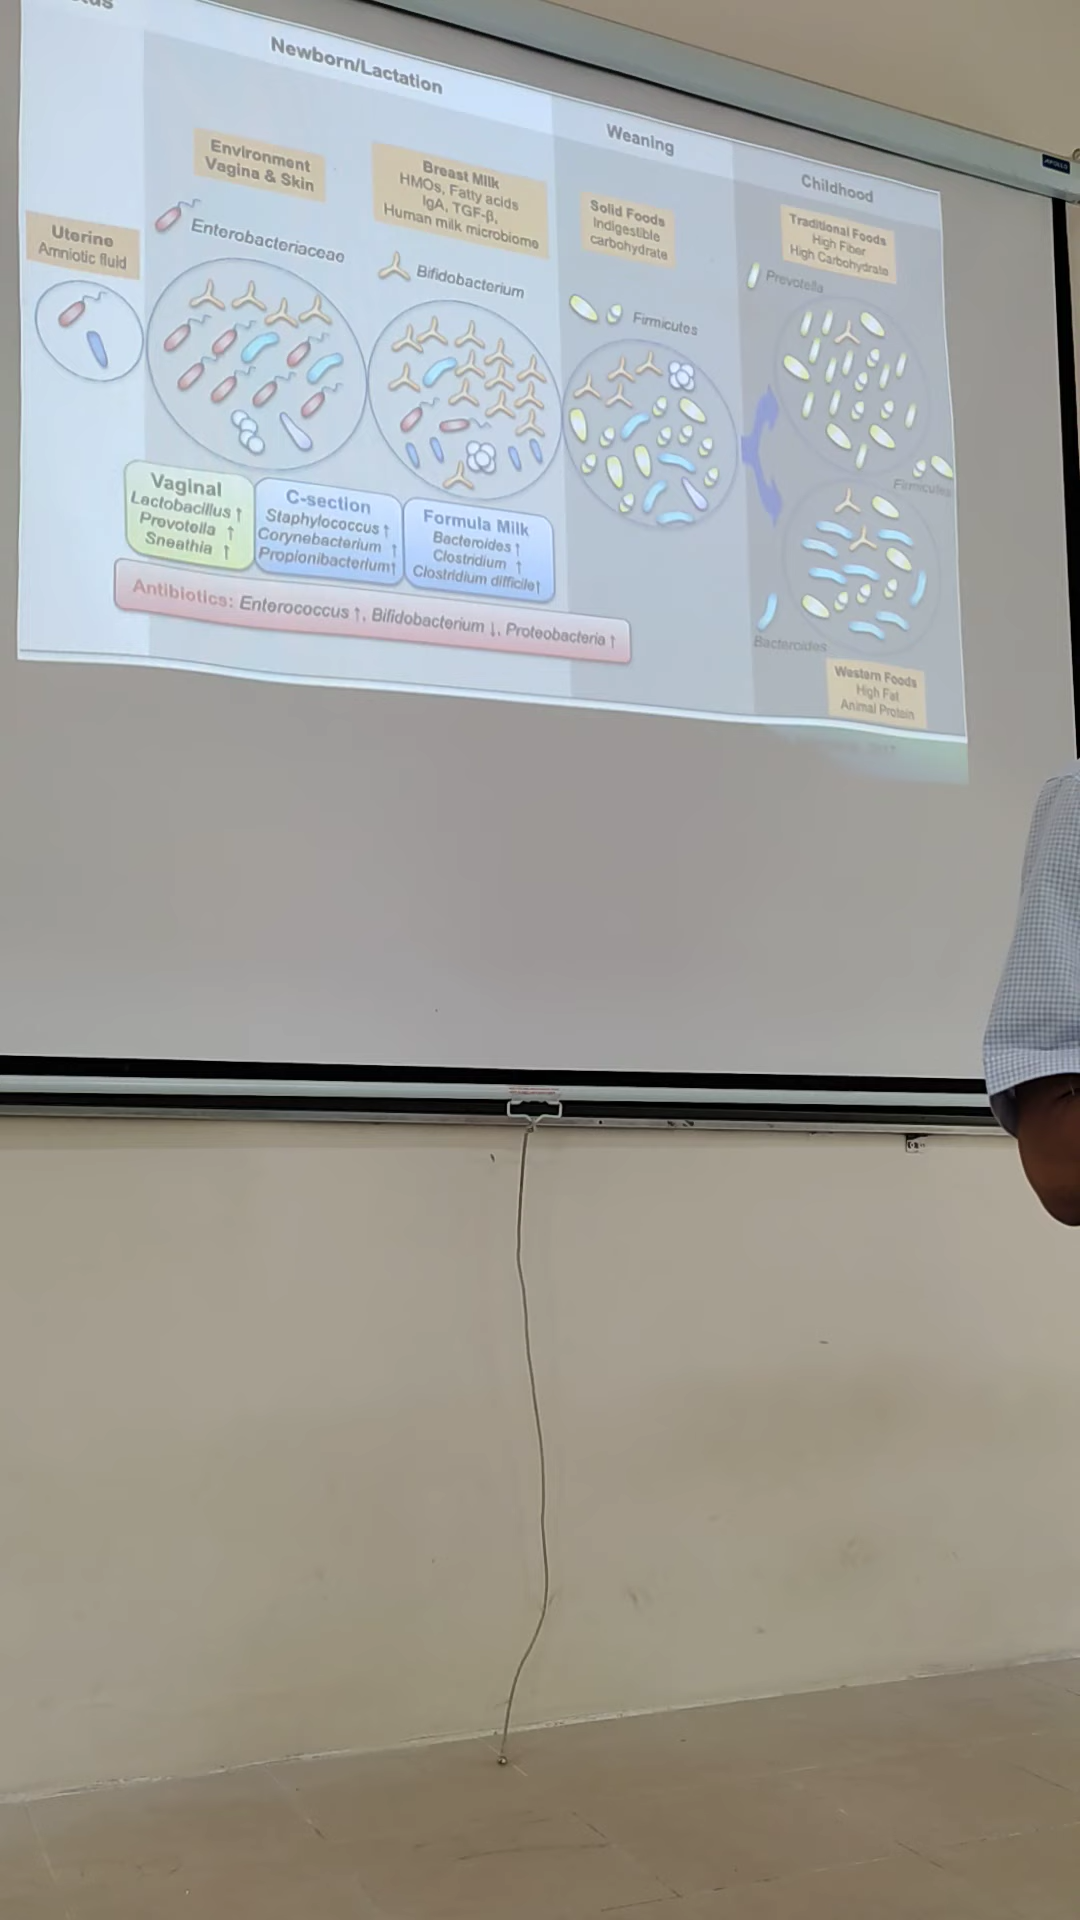 Newborn/Lactation
Weaning
Childhood
Uterine
Amniotic fluid
Environment
Vagina & Skin
Enterobacteriaceae
Breast Milk
HMOs, Fatty acids
IgA, TGF-β,
Human milk microbiome
Bifidobacterium
Solid Foods
Indigestible
carbohydrate
Firmicutes
Traditional Foods
High Fiber
High Carbohydrate
Prevotella
Firmicutes
Bacteroides
Western Foods
High Fat
Animal Protein
Vaginal
Lactobacillus ↑
Prevotella ↑
Sneathia ↑
C-section
Staphylococcus ↑
Corynebacterium ↑
Propionibacterium↑
Formula Milk
Bacteroides ↑
Clostridium ↑
Clostridium difficile↑
Antibiotics: Enterococcus ↑, Bifidobacterium ↓, Proteobacteria ↑
APOLLO